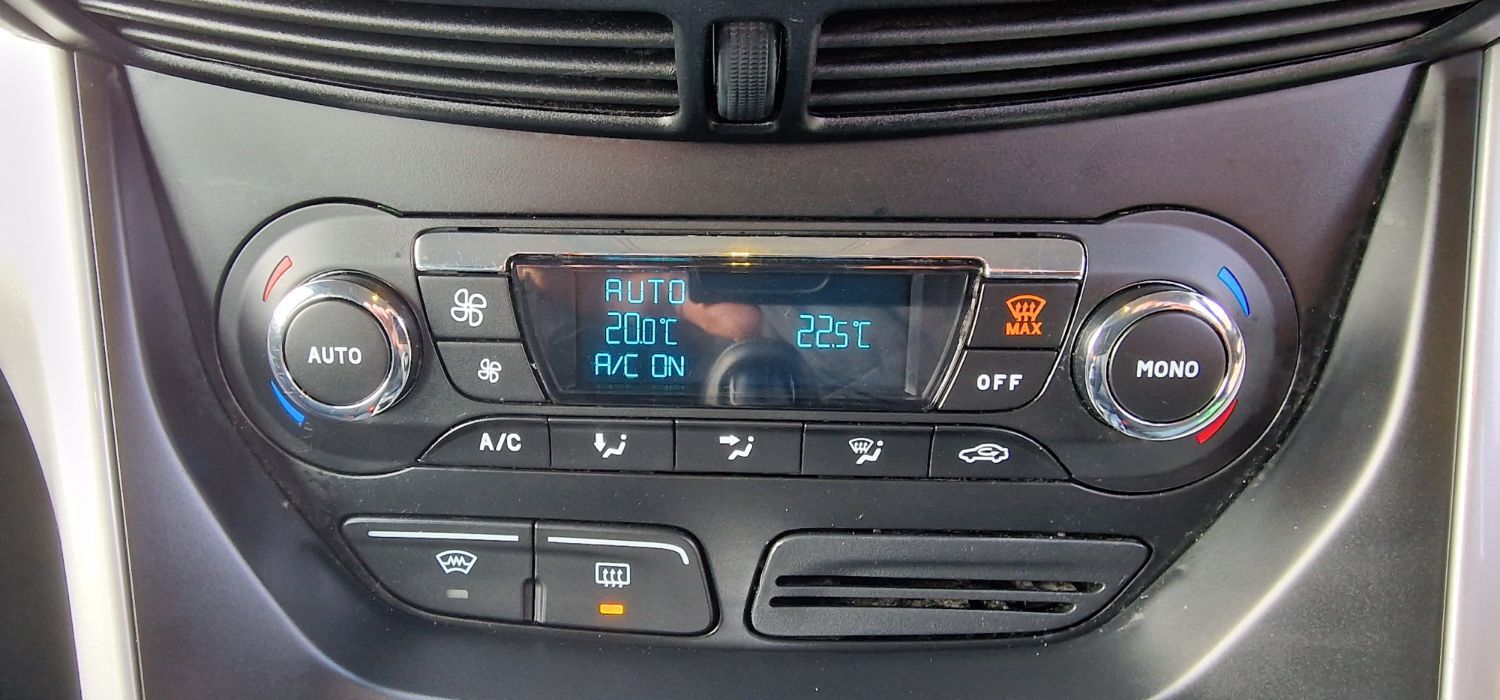 AUTO
20.0°C
22.5°C
A/C ON
MAX
AUTO
MONO
OFF
A/C